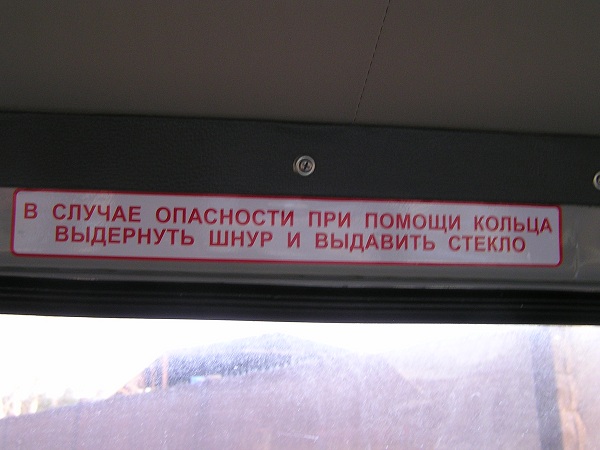 В СЛУЧАЕ ОПАСНОСТИ ПРИ ПОМОЩИ КОЛЬЦА
ВЫДЕРНУТЬ ШНУР И ВЫДАВИТЬ СТЕКЛО